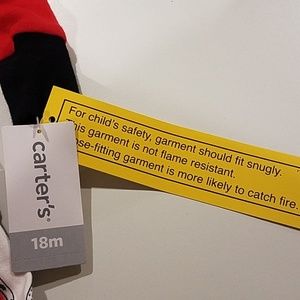 carter's
18m
For child's safety, garment should fit snugly.
This garment is not flame resistant.
-fitting garment is more likely to catch fire.